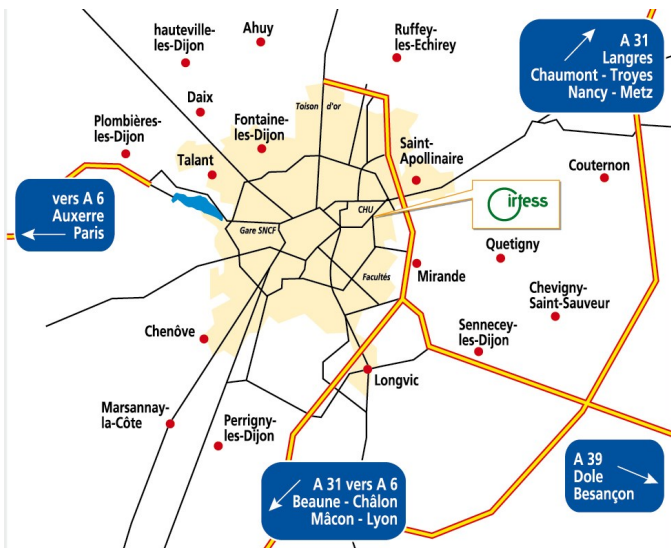 hauteville-
les-Dijon
Ahuy
Ruffey-
les-Echirey
A 31
Langres
Chaumont - Troyes
Nancy - Metz
Daix
Toison d'or
Plombières-
les-Dijon
Fontaine-
les-Dijon
Talant
Saint-
Apollinaire
Couternon
vers A 6
Auxerre
Paris
CHU
irtess
Gare SNCF
Quetigny
Mirande
Facultés
Chevigny-
Saint-Sauveur
Chenôve
Sennecey-
les-Dijon
Longvic
Marsannay-
la-Côte
Perrigny-
les-Dijon
A 31 vers A 6
Beaune - Châlon
Mâcon - Lyon
A 39
Dole
Besançon